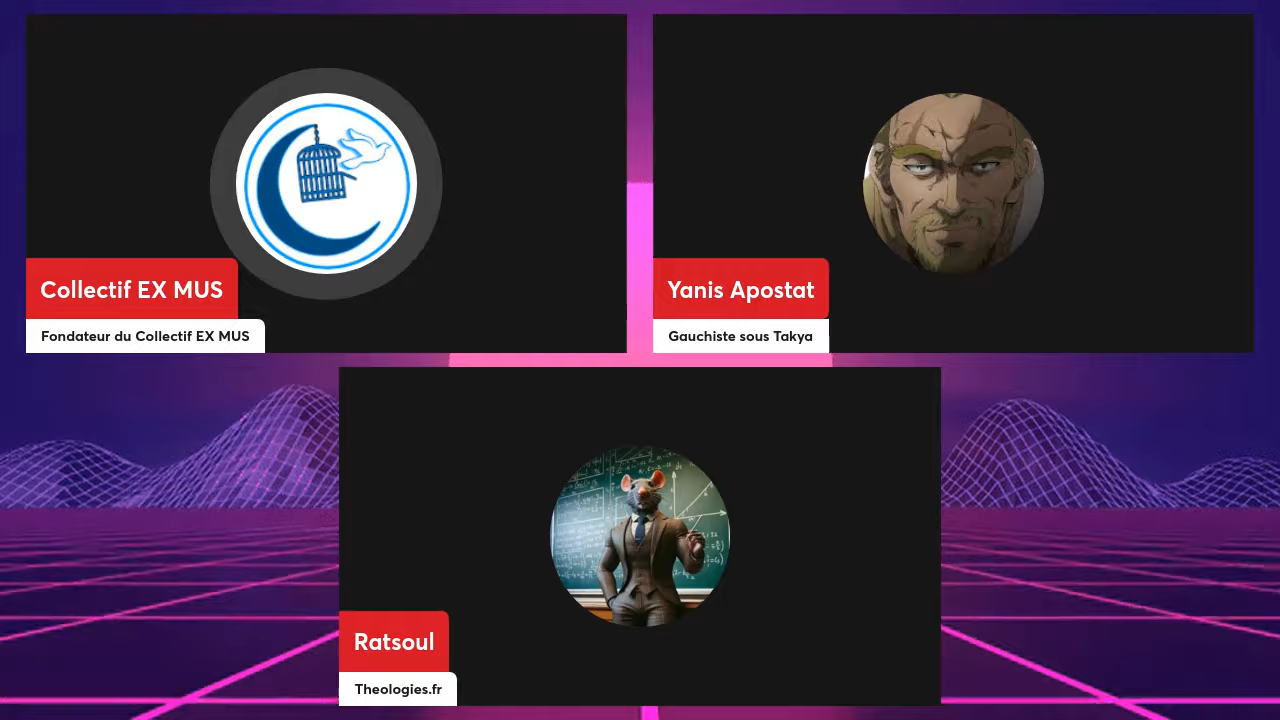 Collectif EX MUS
Fondateur du Collectif EX MUS
Yanis Apostat
Gauchiste sous Takya
Ratsoul
Theologies.fr